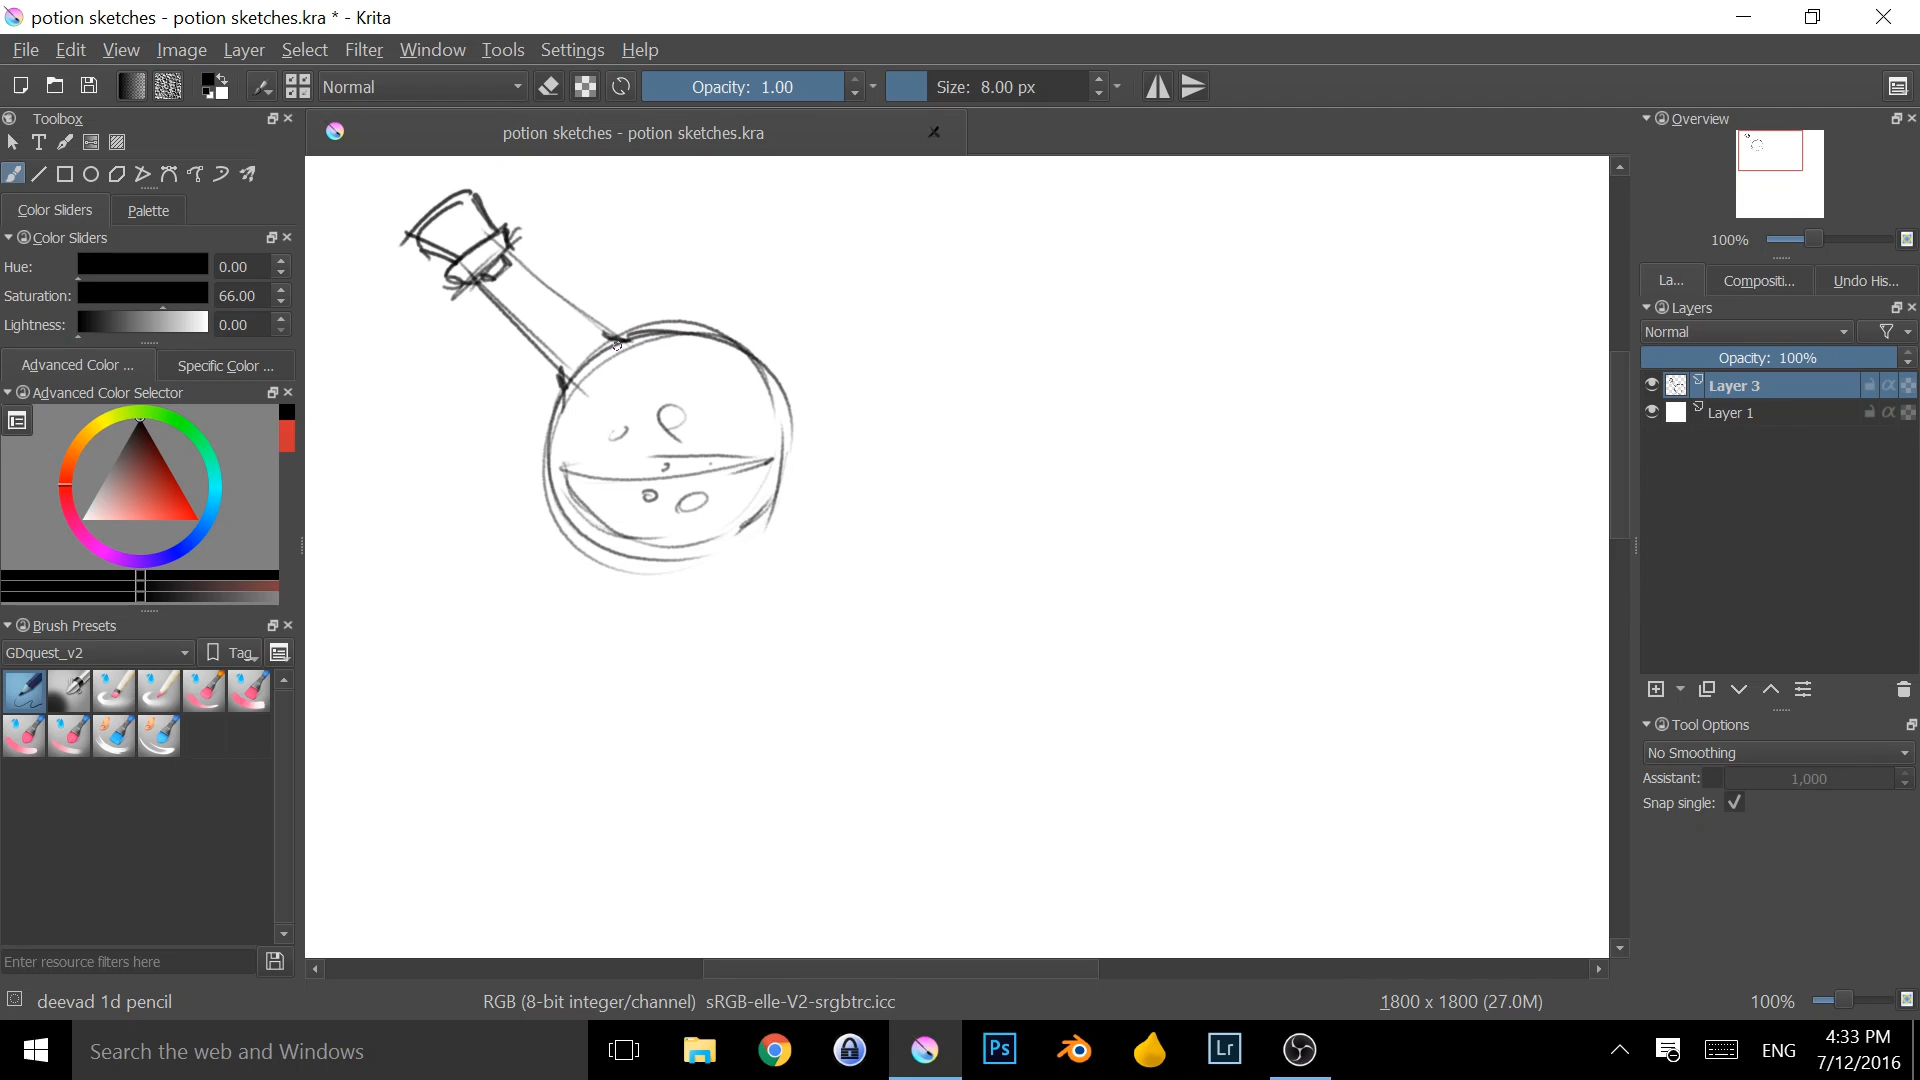 potion sketches - potion sketches.kra * - Krita
File Edit View Image Layer Select Filter Window Tools Settings Help
Normal Opacity: 1.00 Size: 8.00 px
Toolbox
potion sketches - potion sketches.kra
Overview
Color Sliders Palette
Color Sliders
Hue: 0.00
Saturation: 66.00
Lightness: 0.00
100%
La... Compositi... Undo His...
Layers
Normal
Opacity: 100%
Layer 3
Layer 1
Advanced Color ... Specific Color ...
Advanced Color Selector
Brush Presets
GDquest_v2 Tag
Tool Options
No Smoothing
Assistant: 1,000
Snap single:
Enter resource filters here
deevad 1d pencil RGB (8-bit integer/channel) sRGB-elle-V2-srgbtrc.icc 1800 x 1800 (27.0M) 100%
Search the web and Windows
Ps
Lr
ENG
4:33 PM
7/12/2016